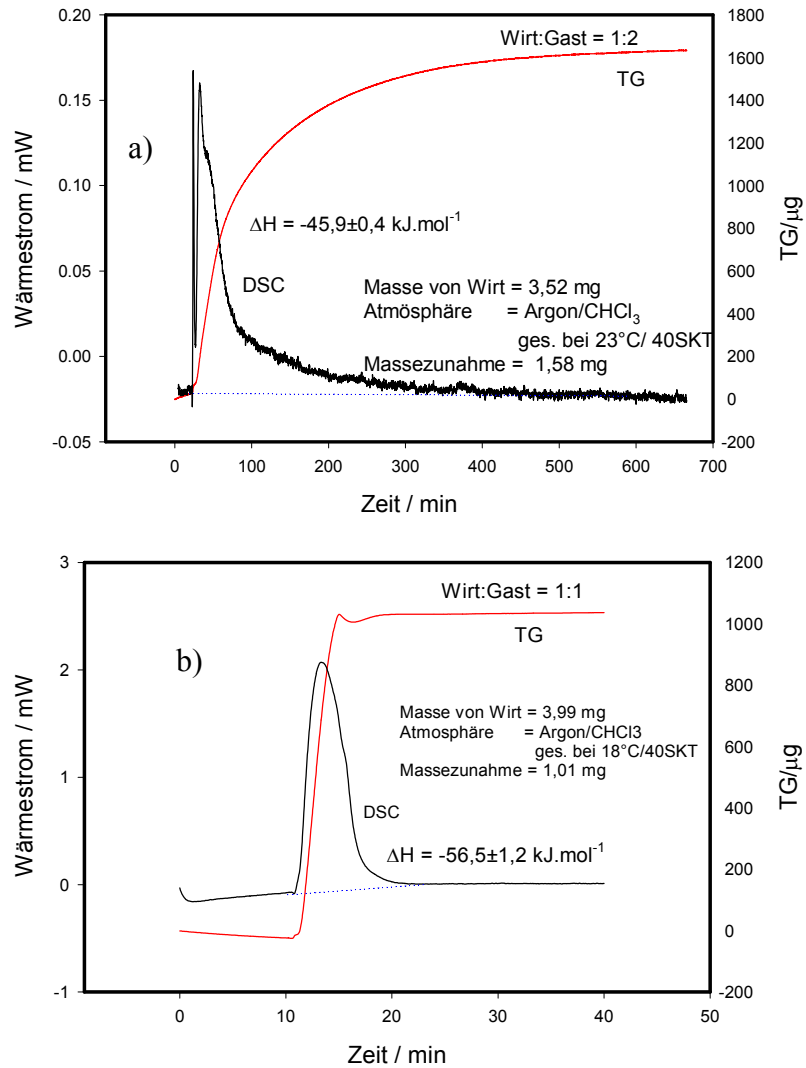 0.20
0.15
0.10
0.05
0.00
-0.05
Wärmestrom / mW
1800
1600
1400
1200
1000
800
600
400
200
0
-200
TG/µg
Wirt:Gast = 1:2
TG
a)
ΔH = -45,9±0,4 kJ.mol⁻¹
DSC
Masse von Wirt = 3,52 mg
Atmösphäre = Argon/CHCl₃
ges. bei 23°C/ 40SKT
Massezunahme = 1,58 mg
0 100 200 300 400 500 600 700
Zeit / min
3
2
1
0
-1
Wärmestrom / mW
1200
1000
800
600
400
200
0
-200
TG/µg
Wirt:Gast = 1:1
TG
b)
Masse von Wirt = 3,99 mg
Atmosphäre = Argon/CHCl3
ges. bei 18°C/40SKT
Massezunahme = 1,01 mg
DSC
ΔH = -56,5±1,2 kJ.mol⁻¹
0 10 20 30 40 50
Zeit / min